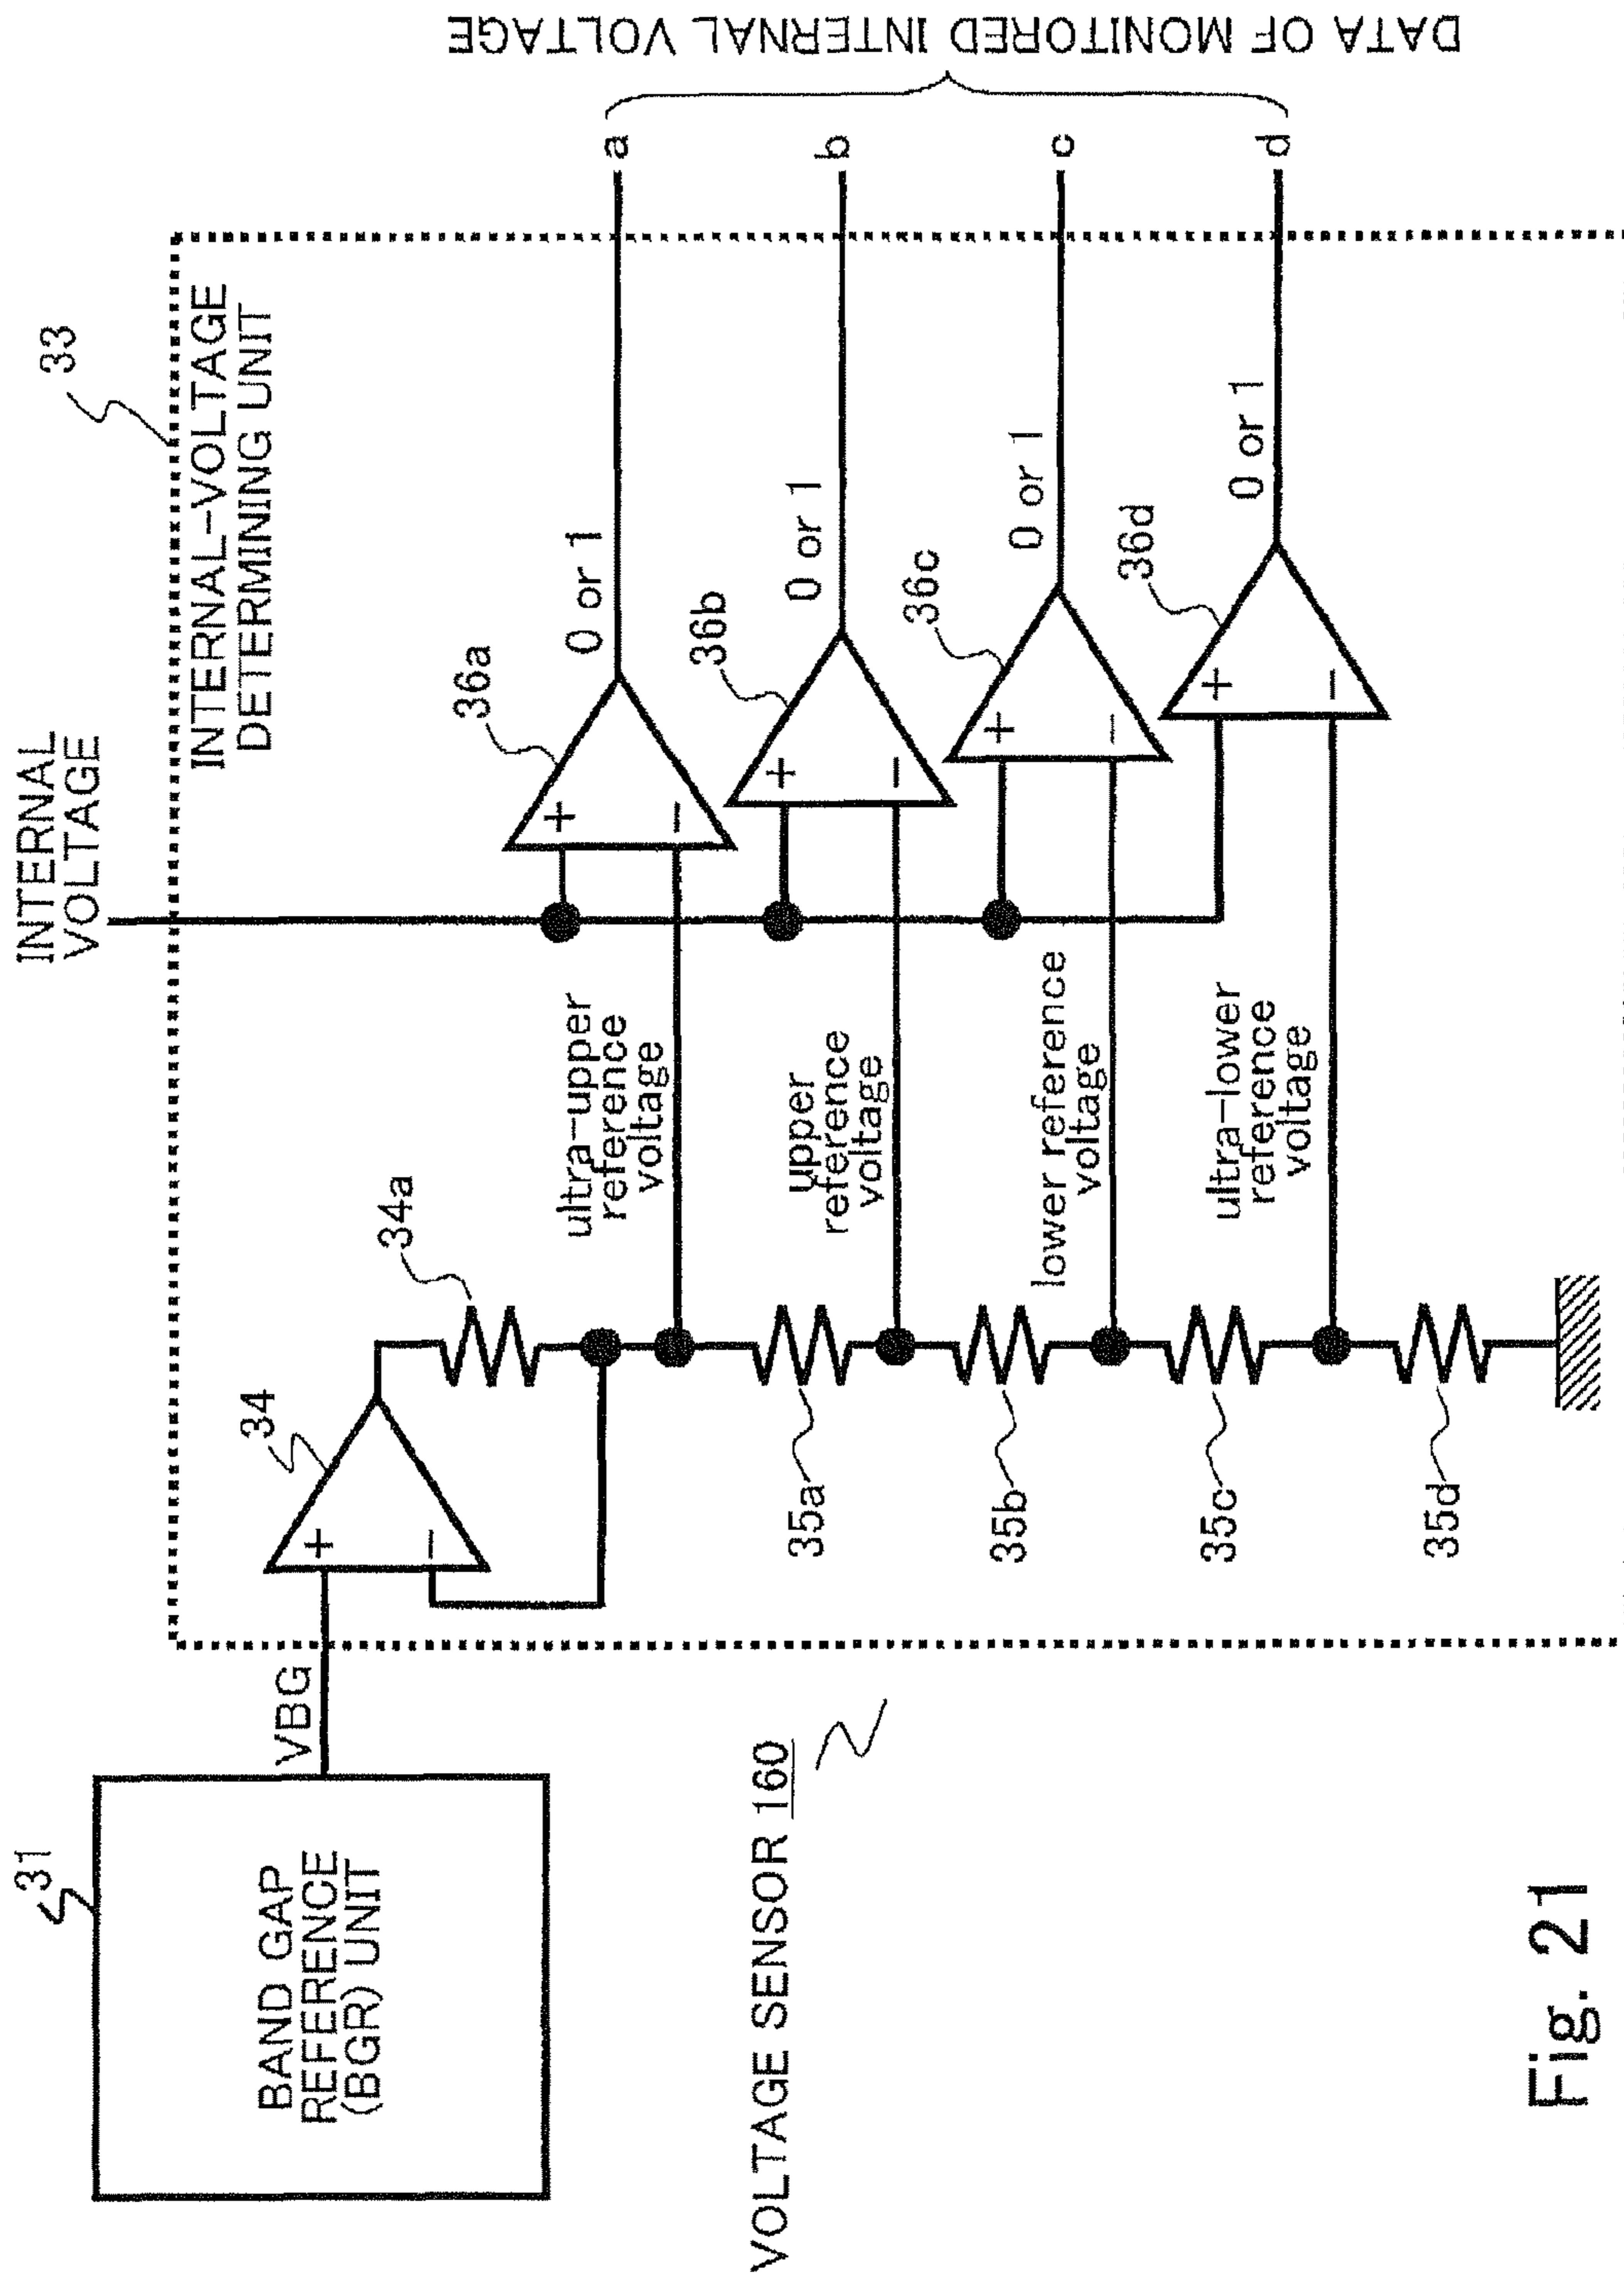 31
BAND GAP
REFERENCE
(BGR) UNIT
VBG
VOLTAGE SENSOR 160
INTERNAL
VOLTAGE
33
INTERNAL-VOLTAGE
DETERMINING UNIT
34
+
-
34a
35a
35b
35c
35d
ultra-upper
reference
voltage
upper
reference
voltage
lower reference
voltage
ultra-lower
reference
voltage
36a
+
-
0 or 1
a
36b
+
-
0 or 1
b
36c
+
-
0 or 1
c
36d
+
-
0 or 1
d
DATA OF MONITORED INTERNAL VOLTAGE
Fig. 21